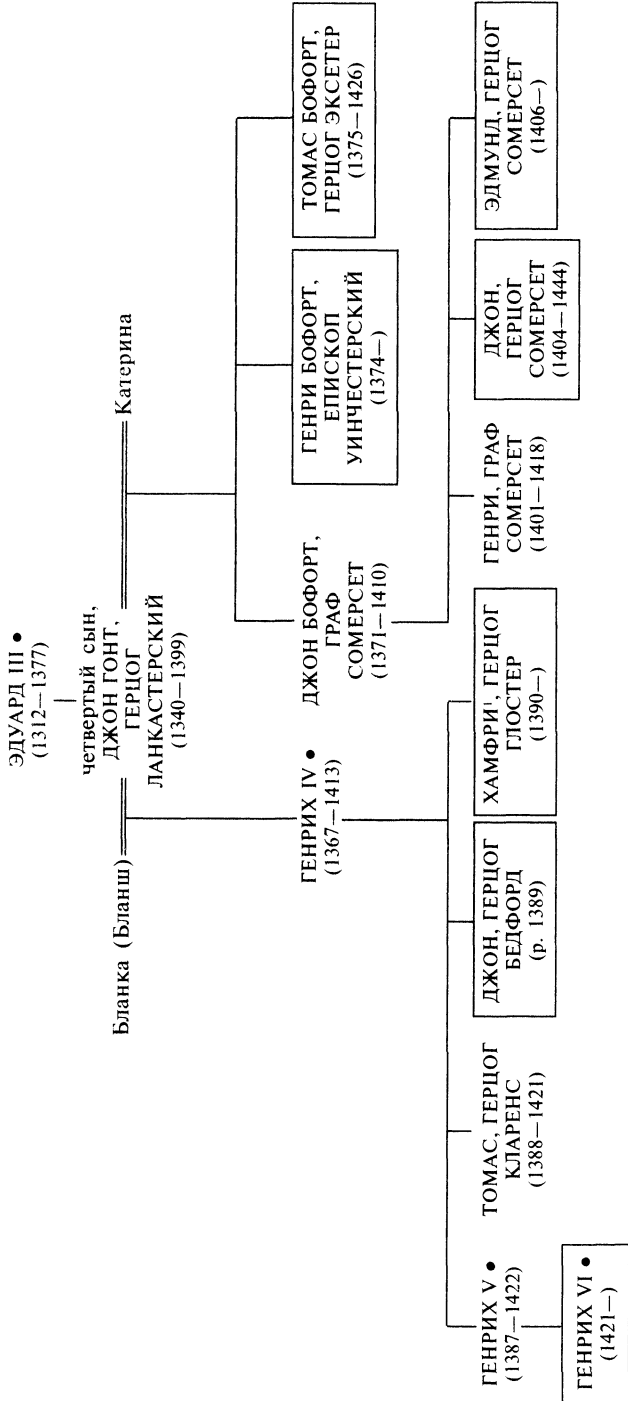 ЭДУАРД III •
(1312—1377)
четвертый сын,
ДЖОН ГОНТ,
ГЕРЦОГ
ЛАНКАСТЕРСКИЙ
(1340—1399)
Бланка (Бланш)
Катерина
ГЕНРИХ IV •
(1367—1413)
ДЖОН БОФОРТ,
ГРАФ
СОМЕРСЕТ
(1371—1410)
ГЕНРИ БОФОРТ,
ЕПИСКОП
УИНЧЕСТЕРСКИЙ
(1374—)
ТОМАС БОФОРТ,
ГЕРЦОГ ЭКСЕТЕР
(1375—1426)
ГЕНРИХ V •
(1387—1422)
ТОМАС, ГЕРЦОГ
КЛАРЕНС
(1388—1421)
ДЖОН, ГЕРЦОГ
БЕДФОРД
(р. 1389)
ХАМФРИ¹, ГЕРЦОГ
ГЛОСТЕР
(1390—)
ГЕНРИ, ГРАФ
СОМЕРСЕТ
(1401—1418)
ДЖОН,
ГЕРЦОГ
СОМЕРСЕТ
(1404—1444)
ЭДМУНД, ГЕРЦОГ
СОМЕРСЕТ
(1406—)
ГЕНРИХ VI •
(1421—)